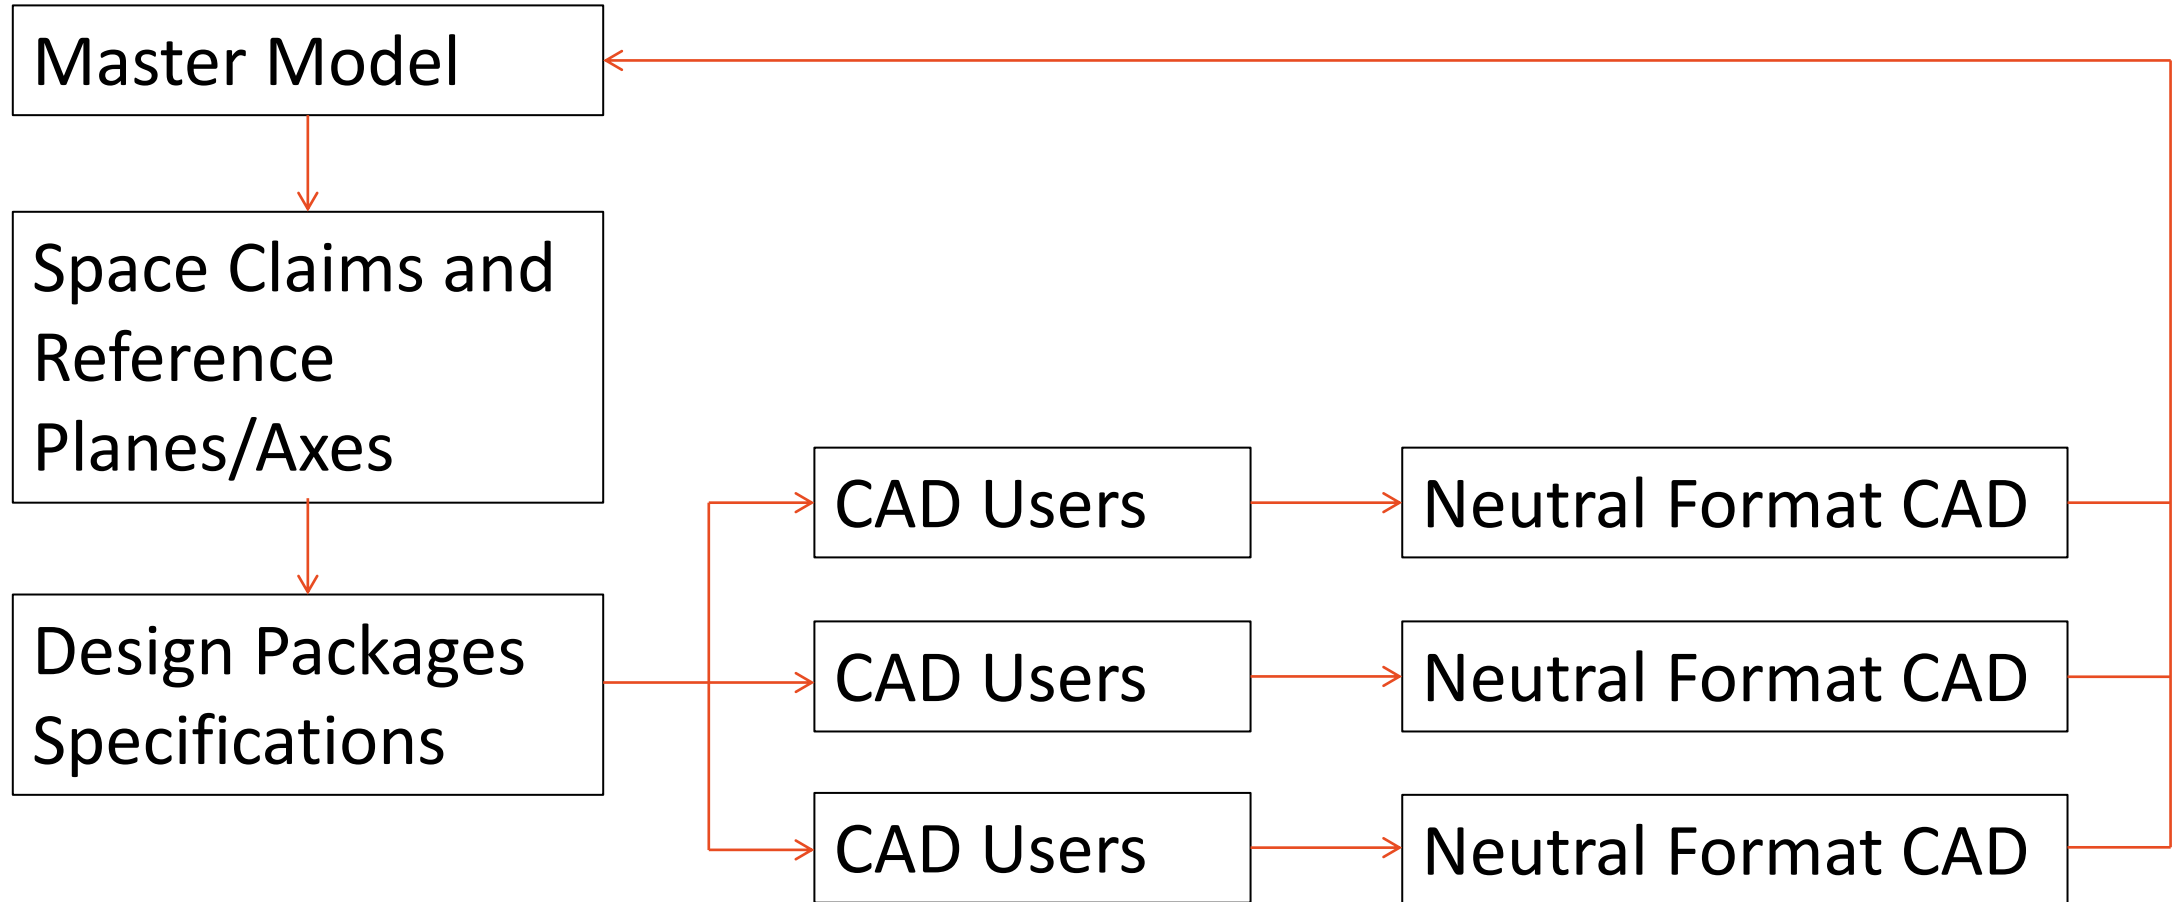 Master Model
Space Claims and
Reference
Planes/Axes
Design Packages
Specifications
CAD Users
Neutral Format CAD
CAD Users
Neutral Format CAD
CAD Users
Neutral Format CAD